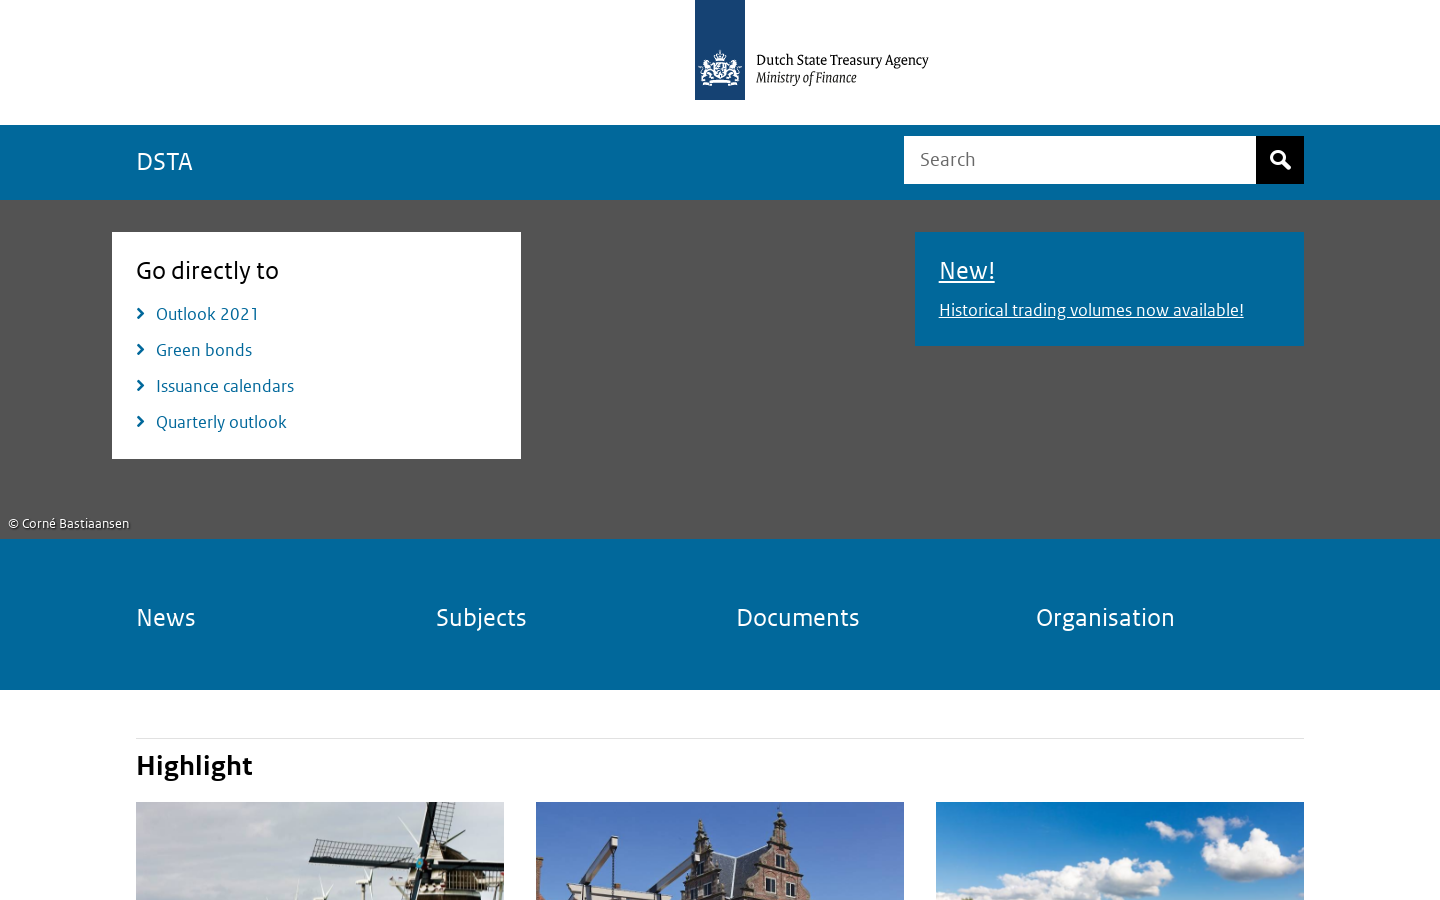 Dutch State Treasury Agency
Ministry of Finance
DSTA
Search
Go directly to
Outlook 2021
Green bonds
Issuance calendars
Quarterly outlook
New!
Historical trading volumes now available!
© Corné Bastiaansen
News
Subjects
Documents
Organisation
Highlight